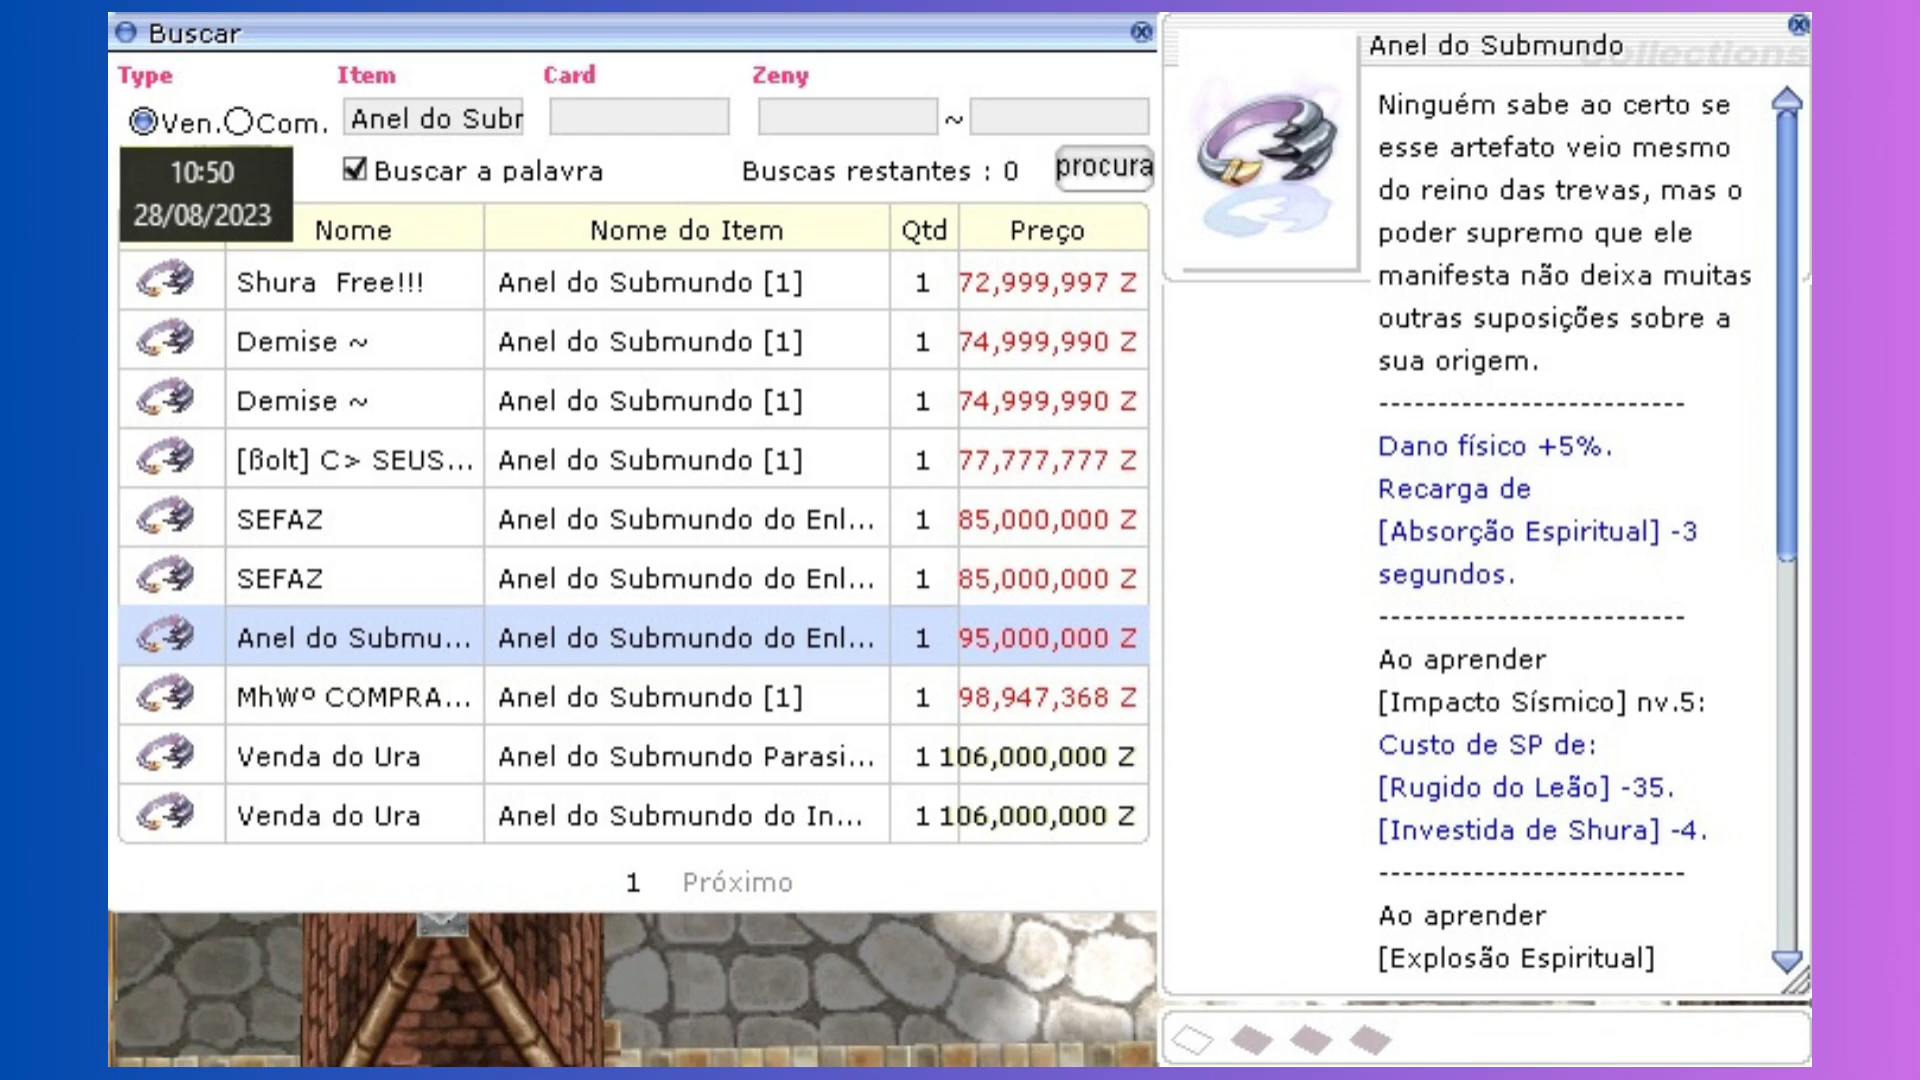 Buscar
Type Item Card Zeny
Ven. Com. Anel do Subr ~
10:50
28/08/2023
Buscar a palavra Buscas restantes : 0 procura
Nome Nome do Item Qtd Preço
Shura Free!!! Anel do Submundo [1] 1 72,999,997 Z
Demise ~ Anel do Submundo [1] 1 74,999,990 Z
Demise ~ Anel do Submundo [1] 1 74,999,990 Z
[ßolt] C> SEUS... Anel do Submundo [1] 1 77,777,777 Z
SEFAZ Anel do Submundo do Enl... 1 85,000,000 Z
SEFAZ Anel do Submundo do Enl... 1 85,000,000 Z
Anel do Submu... Anel do Submundo do Enl... 1 95,000,000 Z
MhWº COMPRA... Anel do Submundo [1] 1 98,947,368 Z
Venda do Ura Anel do Submundo Parasi... 1 106,000,000 Z
Venda do Ura Anel do Submundo do In... 1 106,000,000 Z
1 Próximo
Anel do Submundo
Collections
Ninguém sabe ao certo se
esse artefato veio mesmo
do reino das trevas, mas o
poder supremo que ele
manifesta não deixa muitas
outras suposições sobre a
sua origem.
-------------------------
Dano físico +5%.
Recarga de
[Absorção Espiritual] -3
segundos.
-------------------------
Ao aprender
[Impacto Sísmico] nv.5:
Custo de SP de:
[Rugido do Leão] -35.
[Investida de Shura] -4.
-------------------------
Ao aprender
[Explosão Espiritual]